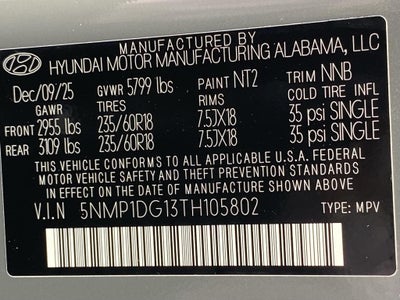 MANUFACTURED BY
HYUNDAI MOTOR MANUFACTURING ALABAMA, LLC
Dec/09/25 GVWR 5799 lbs PAINT NT2 TRIM NNB
GAWR TIRES RIMS COLD TIRE INFL
FRONT 2955 lbs 235/60R18 7.5JX18 35 psi SINGLE
REAR 3109 lbs 235/60R18 7.5JX18 35 psi SINGLE
THIS VEHICLE CONFORMS TO ALL APPLICABLE U.S.A. FEDERAL
MOTOR VEHICLE SAFETY AND THEFT PREVENTION STANDARDS
IN EFFECT ON THE DATE OF MANUFACTURE SHOWN ABOVE.
V.I.N 5NMP1DG13TH105802 TYPE: MPV